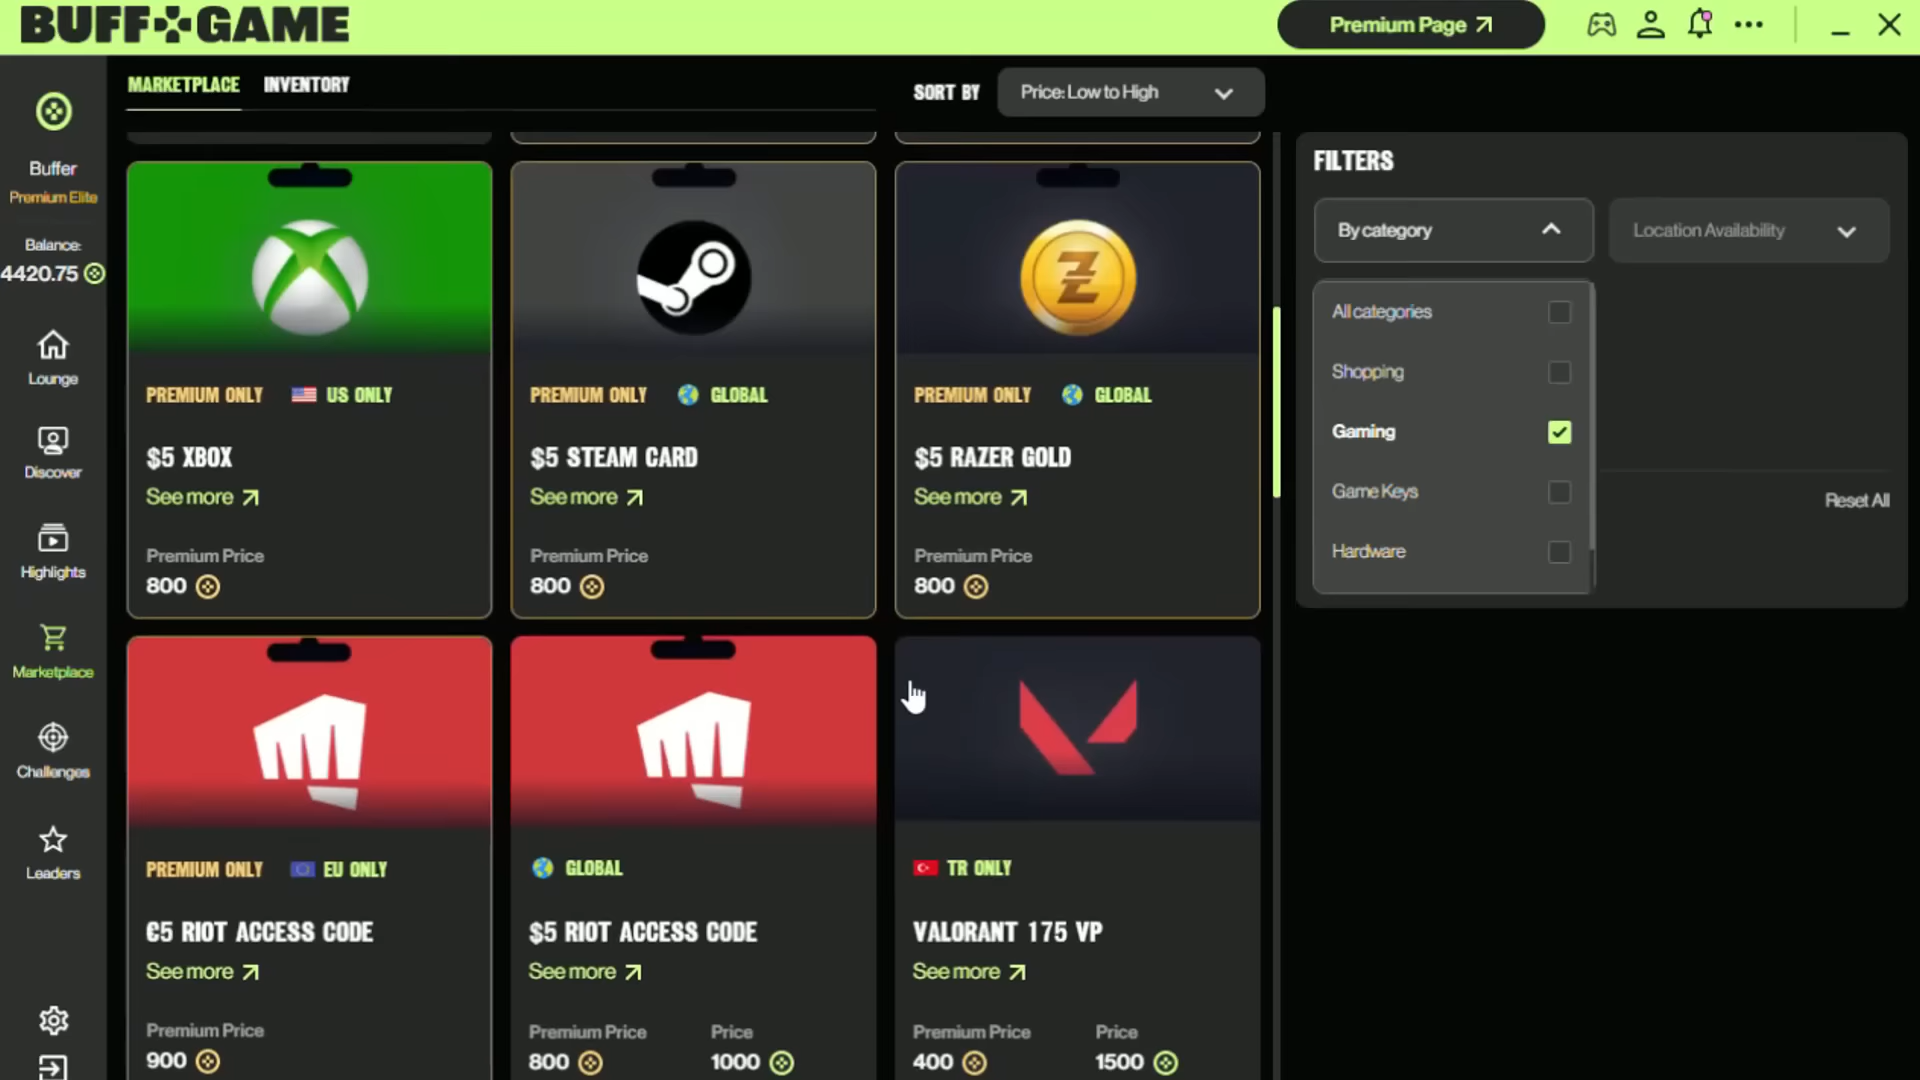 BUFF GAME
Premium Page
MARKETPLACE INVENTORY
SORT BY Price: Low to High
Buffer
Premium Elite
Balance:
4420.75
Lounge
Discover
Highlights
Marketplace
Challenges
Leaders
PREMIUM ONLY US ONLY
$5 XBOX
See more
Premium Price
800
PREMIUM ONLY GLOBAL
$5 STEAM CARD
See more
Premium Price
800
PREMIUM ONLY GLOBAL
$5 RAZER GOLD
See more
Premium Price
800
PREMIUM ONLY EU ONLY
€5 RIOT ACCESS CODE
See more
Premium Price
900
GLOBAL
$5 RIOT ACCESS CODE
See more
Premium Price Price
800 1000
TR ONLY
VALORANT 175 VP
See more
Premium Price Price
400 1500
FILTERS
By category
Location Availability
All categories
Shopping
Gaming
Game Keys
Hardware
Reset All